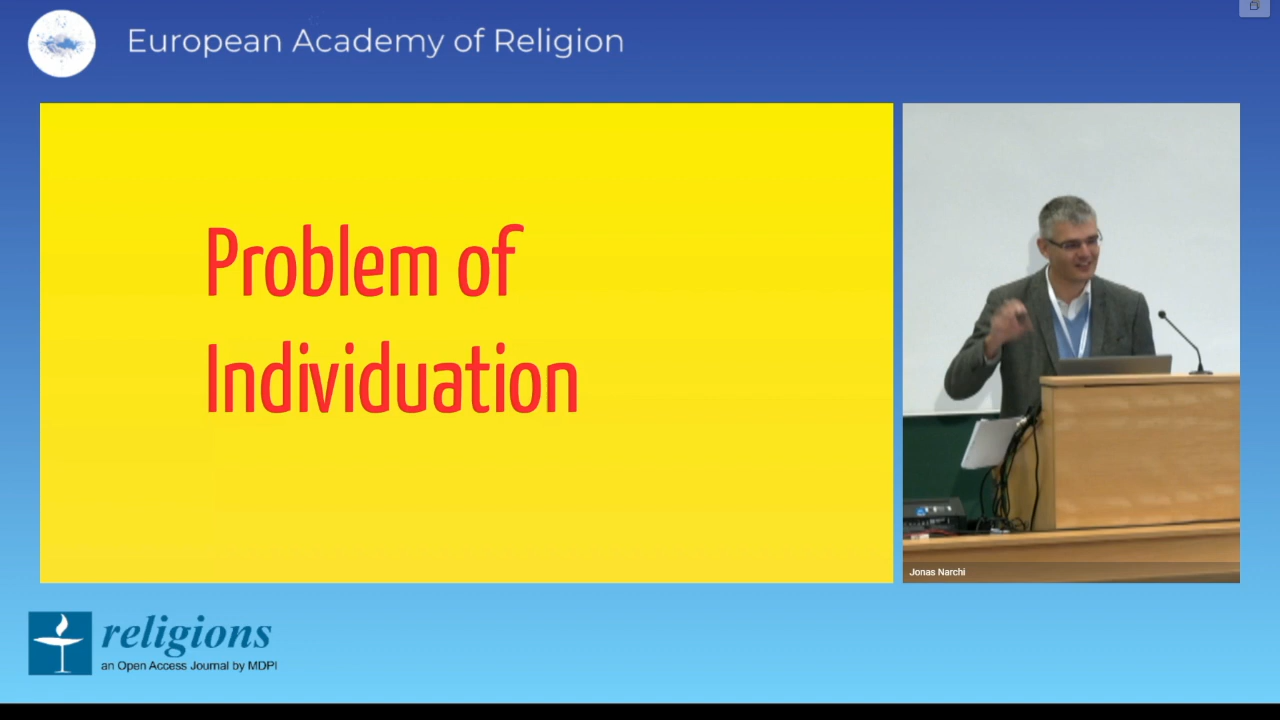 European Academy of Religion
Problem of
Individuation
Jonas Narchi
religions
an Open Access Journal by MDPI